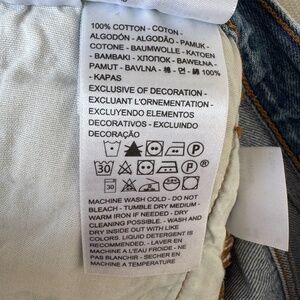 100% COTTON - COTON -
ALGODÓN - ALGODÃO - PAMUK -
COTONE - BAUMWOLLE - KATOEN
BAMBAKI - ХЛОПОК - BAWEŁNA -
PAMUT - BAVLNA - 棉 - 면 - 綿 100%
- KAPAS
EXCLUSIVE OF DECORATION -
EXCLUANT L'ORNEMENTATION -
EXCLUYENDO ELEMENTOS
DECORATIVOS - EXCLUINDO
DECORAÇÃO
P
30 P ®
30
MACHINE WASH COLD - DO NOT
BLEACH - TUMBLE DRY MEDIUM -
WARM IRON IF NEEDED - DRY
CLEANING POSSIBLE. - WASH AND
DRY INSIDE OUT WITH LIKE
COLORS. LIQUID DETERGENT IS
RECOMMENDED. - LAVER EN
MACHINE A L'EAU FROIDE - NE
PAS BLANCHIR - SECHER EN
MACHINE A TEMPERATURE